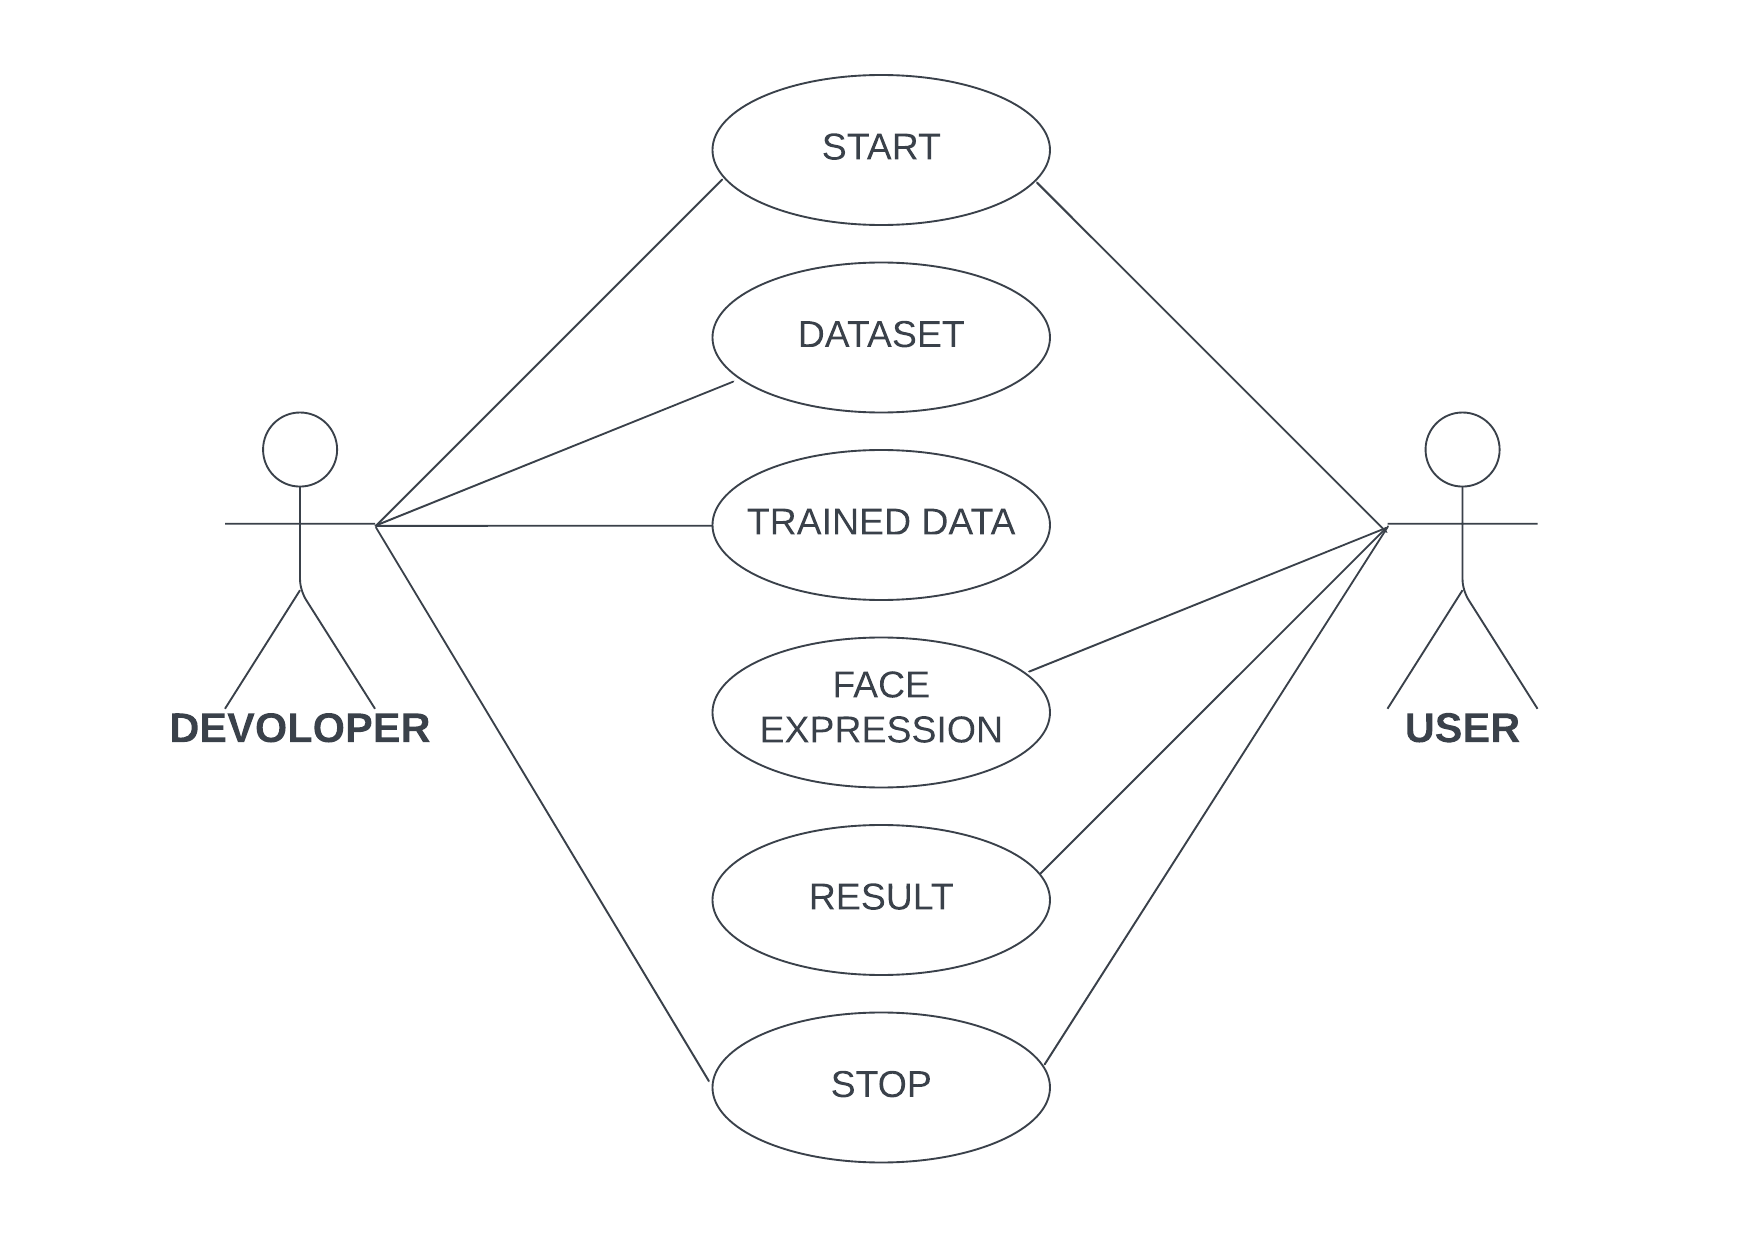 START
DATASET
TRAINED DATA
FACE
EXPRESSION
DEVOLOPER
USER
RESULT
STOP